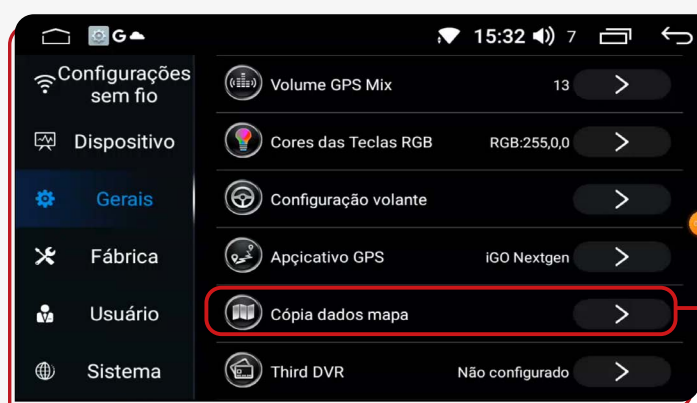 G 15:32 7
Configurações
sem fio
Dispositivo
Gerais
Fábrica
Usuário
Sistema
Volume GPS Mix 13
Cores das Teclas RGB RGB:255,0,0
Configuração volante
Apçicativo GPS iGO Nextgen
Cópia dados mapa
Third DVR Não configurado